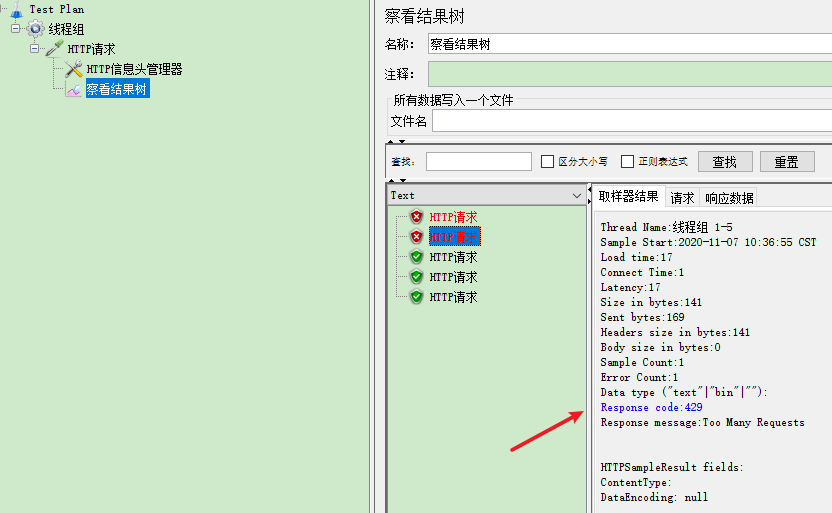 Test Plan
线程组
HTTP请求
HTTP信息头管理器
察看结果树
察看结果树
名称： 察看结果树
注释：
所有数据写入一个文件
文件名
查找： 区分大小写 正则表达式 查找 重置
Text
HTTP请求
HTTP请求
HTTP请求
HTTP请求
HTTP请求
取样器结果 请求 响应数据
Thread Name:线程组 1-5
Sample Start:2020-11-07 10:36:55 CST
Load time:17
Connect Time:1
Latency:17
Size in bytes:141
Sent bytes:169
Headers size in bytes:141
Body size in bytes:0
Sample Count:1
Error Count:1
Data type ("text"|"bin"|""):
Response code:429
Response message:Too Many Requests
HTTPSampleResult fields:
ContentType:
DataEncoding: null